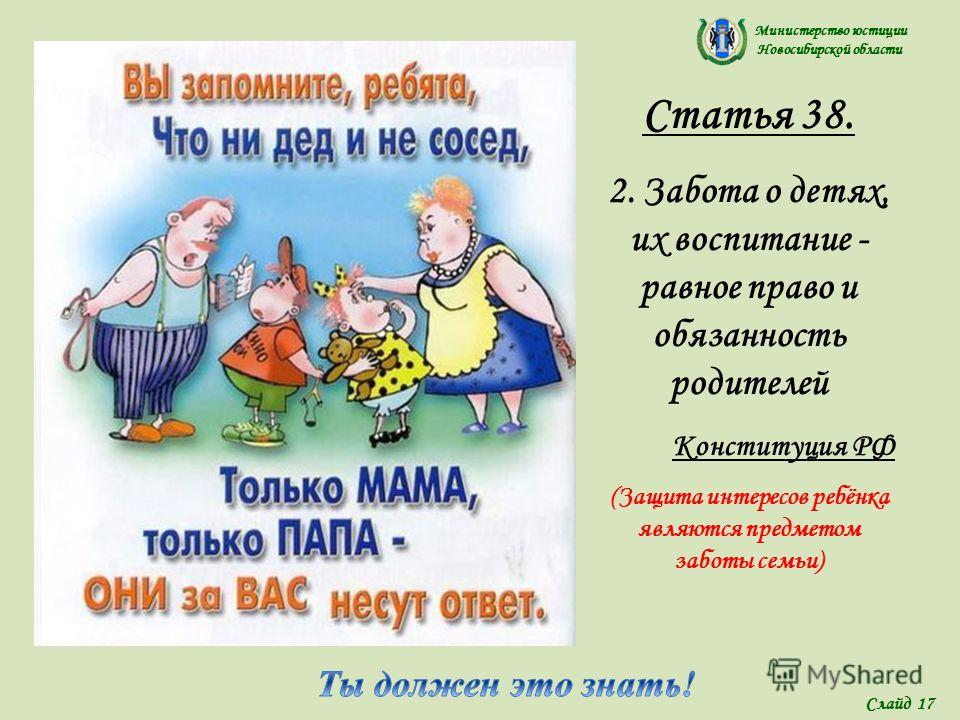 Министерство юстиции
Новосибирской области
ВЫ запомните, ребята,
Что ни дед и не сосед,
Только МАМА,
только ПАПА -
ОНИ за ВАС несут ответ.
Статья 38.
2. Забота о детях,
их воспитание -
равное право и
обязанность
родителей
Конституция РФ
(Защита интересов ребёнка
являются предметом
заботы семьи)
Ты должен это знать!
MyShared
Слайд 17